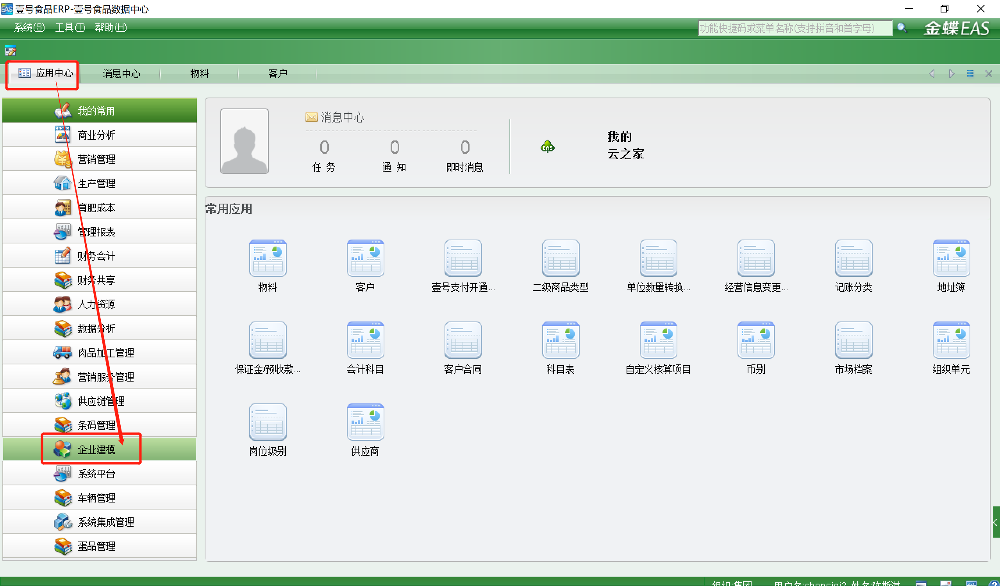 壹号食品ERP-壹号食品数据中心
系统(S) 工具(T) 帮助(H)
功能快捷码或菜单名称(支持拼音和首字母)
金蝶EAS
应用中心 消息中心 物料 客户
我的常用
商业分析
营销管理
生产管理
育肥成本
管理报表
财务会计
财务共享
人力资源
数据分析
肉品加工管理
营销服务管理
供应链管理
条码管理
企业建模
系统平台
车辆管理
系统集成管理
蛋品管理
消息中心
0 0 0
任 务 通 知 即时消息
EAS
我的
云之家
常用应用
物料 客户 壹号支付开通... 二级商品类型 单位数里转换... 经营信息变更... 记账分类 地址簿
保证金/预收款... 会计科目 客户合同 科目表 自定义核算项目 币别 市场档案 组织单元
岗位级别 供应商
组织:集团